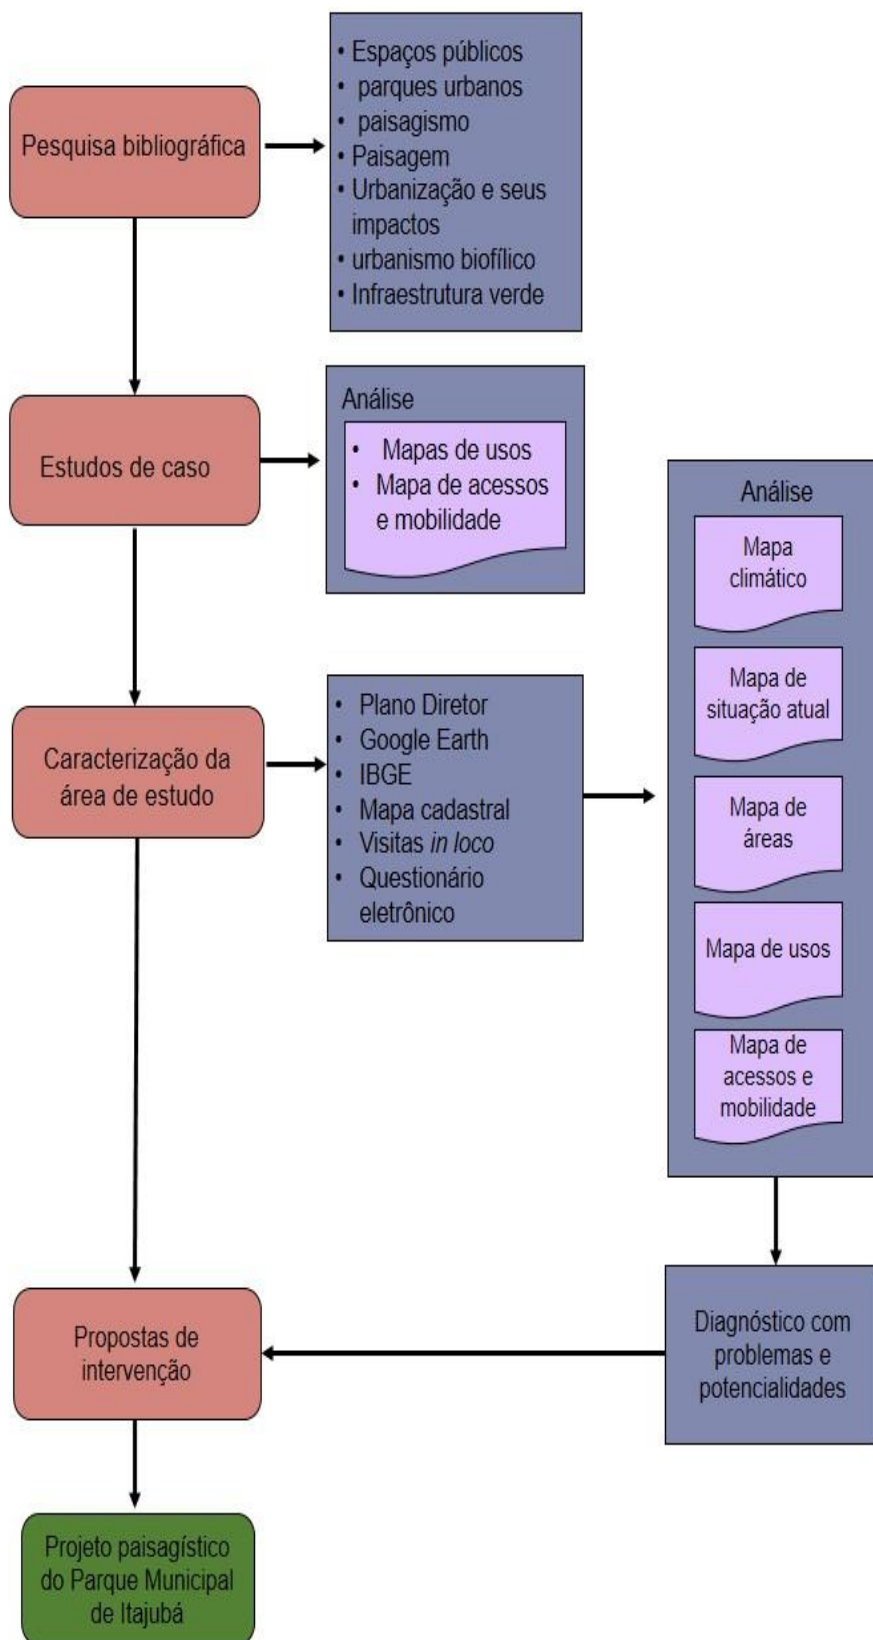 Pesquisa bibliográfica
• Espaços públicos
• parques urbanos
• paisagismo
• Paisagem
• Urbanização e seus
impactos
• urbanismo biofílico
• Infraestrutura verde
Estudos de caso
Análise
• Mapas de usos
• Mapa de acessos
e mobilidade
Caracterização da
área de estudo
• Plano Diretor
• Google Earth
• IBGE
• Mapa cadastral
• Visitas in loco
• Questionário
eletrônico
Análise
Mapa
climático
Mapa de
situação atual
Mapa de
áreas
Mapa de usos
Mapa de
acessos e
mobilidade
Diagnóstico com
problemas e
potencialidades
Propostas de
intervenção
Projeto paisagístico
do Parque Municipal
de Itajubá